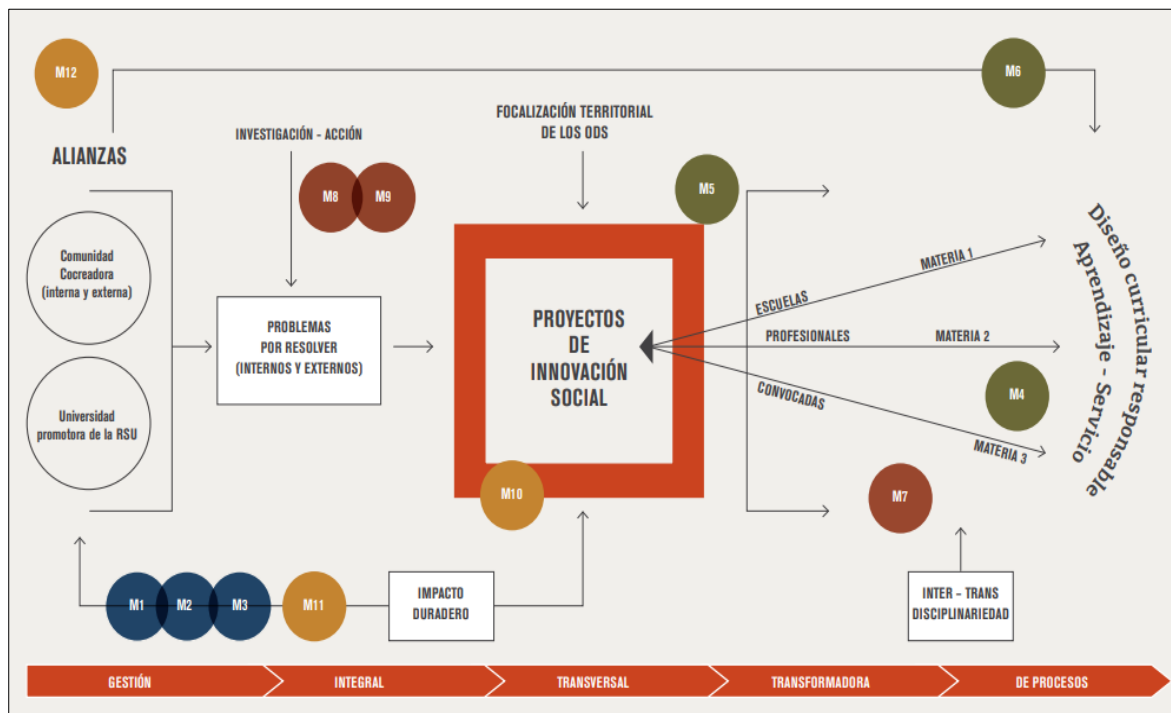 M12
M6
ALIANZAS
INVESTIGACIÓN - ACCIÓN
FOCALIZACIÓN TERRITORIAL
DE LOS ODS
M8
M9
M5
Comunidad
Cocreadora
(interna y externa)
Universidad
promotora de la RSU
PROBLEMAS
POR RESOLVER
(INTERNOS Y EXTERNOS)
PROYECTOS
DE
INNOVACIÓN
SOCIAL
M10
ESCUELAS
MATERIA 1
PROFESIONALES
MATERIA 2
CONVOCADAS
MATERIA 3
M4
M7
Diseño curricular responsable
Aprendizaje - Servicio
M1
M2
M3
M11
IMPACTO
DURADERO
INTER - TRANS
DISCIPLINARIEDAD
GESTIÓN
INTEGRAL
TRANSVERSAL
TRANSFORMADORA
DE PROCESOS